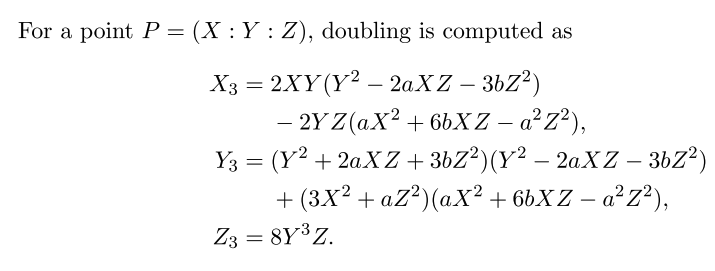 For a point P = (X : Y : Z), doubling is computed as
X₃ = 2XY(Y² − 2aXZ − 3bZ²)
− 2YZ(aX² + 6bXZ − a²Z²),
Y₃ = (Y² + 2aXZ + 3bZ²)(Y² − 2aXZ − 3bZ²)
+ (3X² + aZ²)(aX² + 6bXZ − a²Z²),
Z₃ = 8Y³Z.